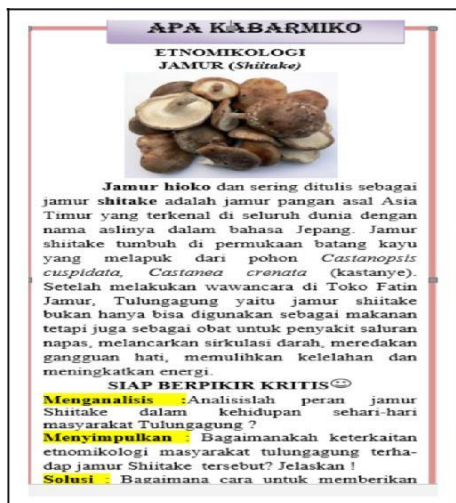 APA KABARMIKO
ETNOMIKOLOGI
JAMUR (Shiitake)
Jamur hioko dan sering ditulis sebagai
jamur shitake adalah jamur pangan asal Asia
Timur yang terkenal di seluruh dunia dengan
nama aslinya dalam bahasa Jepang. Jamur
shiitake tumbuh di permukaan batang kayu
yang melapuk dari pohon Castanopsis
cuspidata, Castanea crenata (kastanye).
Setelah melakukan wawancara di Toko Fatin
Jamur, Tulungagung yaitu jamur shiitake
bukan hanya bisa digunakan sebagai makanan
tetapi juga sebagai obat untuk penyakit saluran
napas, melancarkan sirkulasi darah, meredakan
gangguan hati, memulihkan kelelahan dan
meningkatkan energi.
SIAP BERPIKIR KRITIS☺
Menganalisis :Analisislah peran jamur
Shiitake dalam kehidupan sehari-hari
masyarakat Tulungagung ?
Menyimpulkan : Bagaimanakah keterkaitan
etnomikologi masyarakat tulungagung terha-
dap jamur Shiitake tersebut? Jelaskan !
Solusi : Bagaimana cara untuk memberikan